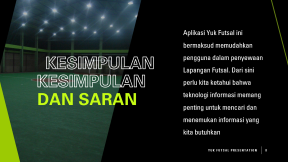 KESIMPULAN
KESIMPULAN
DAN SARAN
Aplikasi Yuk Futsal ini
bermaksud memudahkan
pengguna dalam penyewaan
Lapangan Futsal. Dari sini
perlu kita ketahui bahwa
teknologi informasi memang
penting untuk mencari dan
menemukan informasi yang
kita butuhkan
YUK FUTSAL PRESENTATION